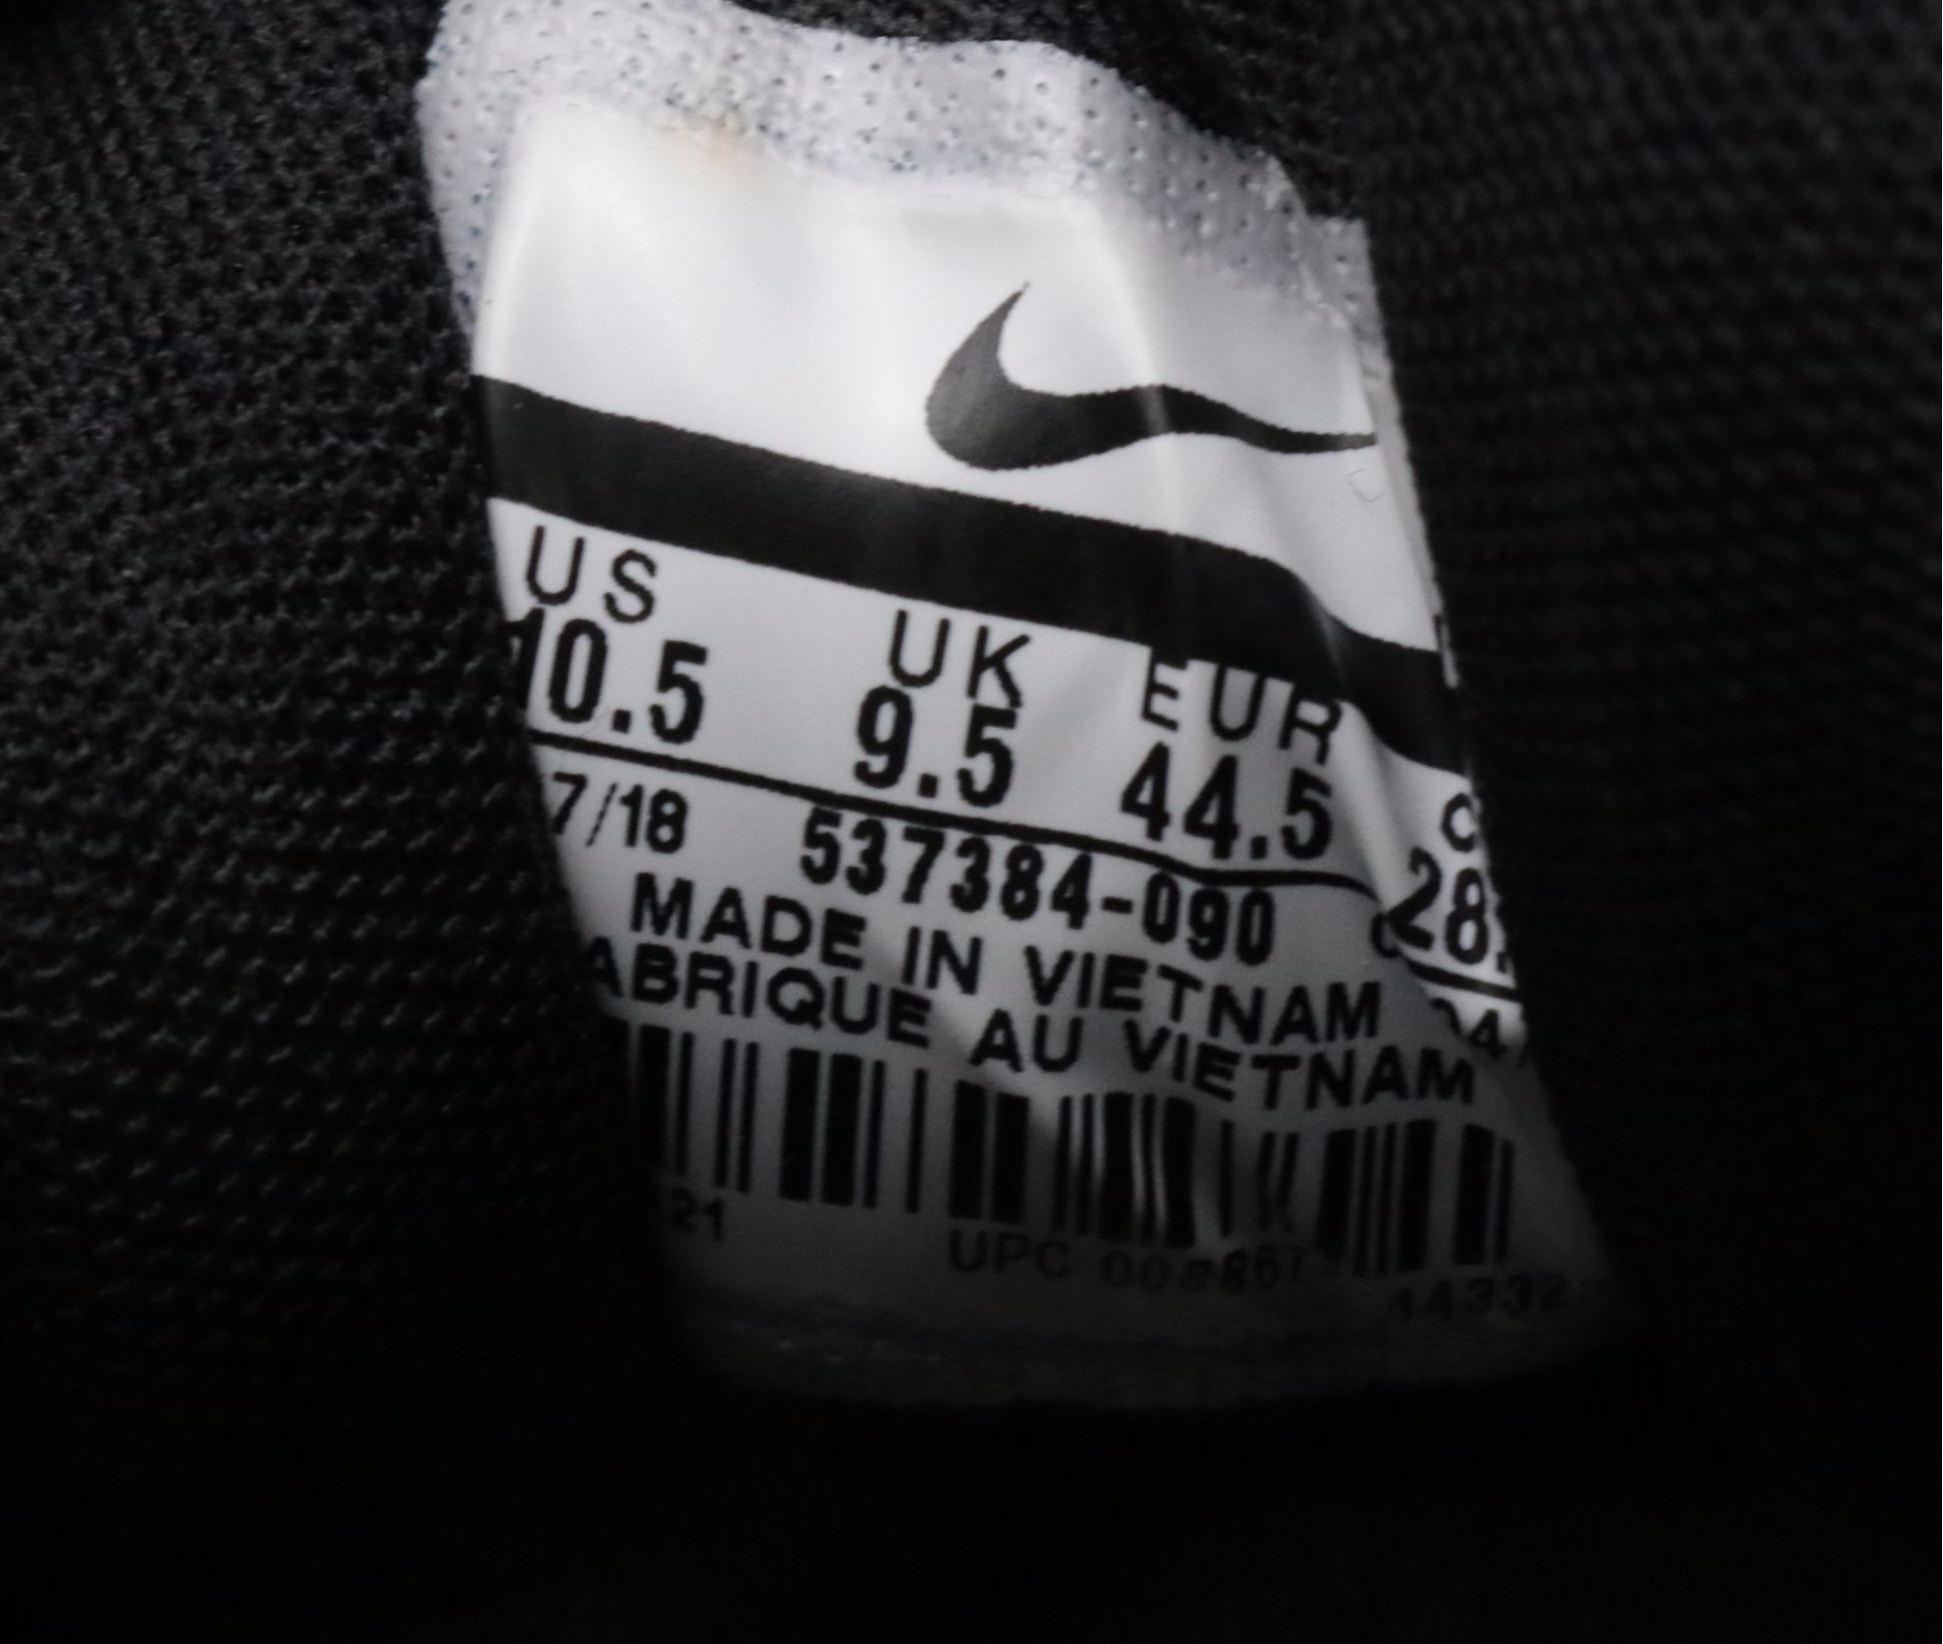 US UK EUR
10.5 9.5 44.5 28
7/18 537384-090
MADE IN VIETNAM
ABRIQUE AU VIETNAM
21 UPC